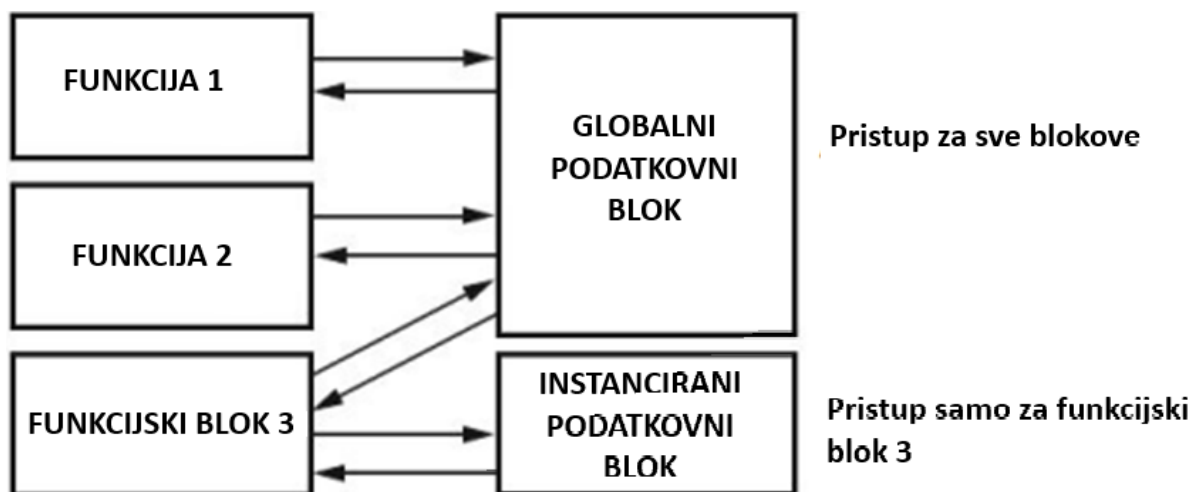 FUNKCIJA 1
FUNKCIJA 2
FUNKCIJSKI BLOK 3
GLOBALNI
PODATKOVNI
BLOK
INSTANCIRANI
PODATKOVNI
BLOK
Pristup za sve blokove
Pristup samo za funkcijski
blok 3